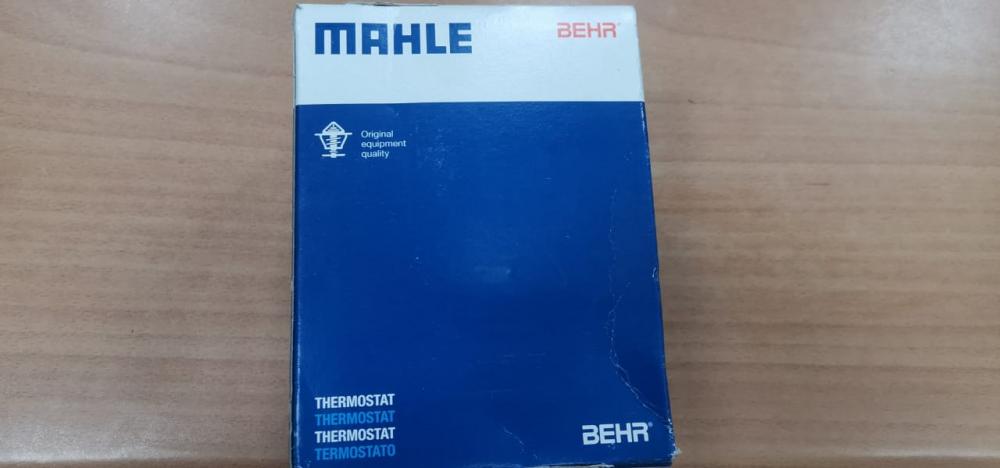 MAHLE
BEHR®
Original
equipment
quality
THERMOSTAT
THERMOSTAT
THERMOSTAT
TERMOSTATO
BEHR®